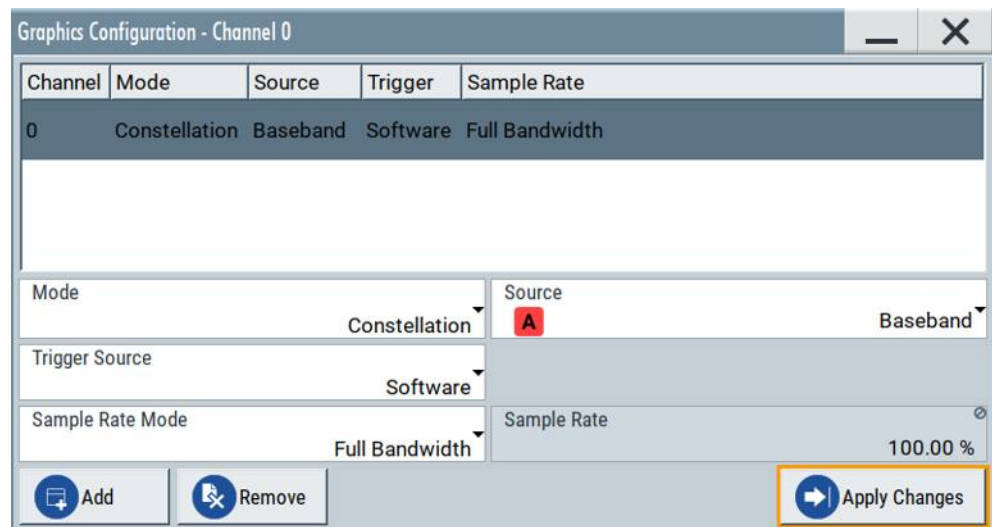 Graphics Configuration - Channel 0
Channel Mode Source Trigger Sample Rate
0 Constellation Baseband Software Full Bandwidth
Mode
Constellation
Source
A Baseband
Trigger Source
Software
Sample Rate Mode
Full Bandwidth
Sample Rate
100.00 %
Add Remove Apply Changes